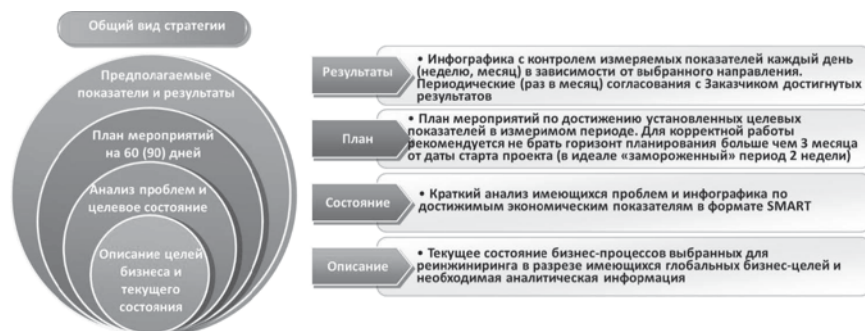 Общий вид стратегии
Предполагаемые
показатели и результаты
План мероприятий
на 60 (90) дней
Анализ проблем и
целевое состояние
Описание целей
бизнеса и
текущего
состояния
Результаты
• Инфографика с контролем измеряемых показателей каждый день
(неделю, месяц) в зависимости от выбранного направления.
Периодические (раз в месяц) согласования с Заказчиком достигнутых
результатов
План
• План мероприятий по достижению установленных целевых
показателей в измеримом периоде. Для корректной работы
рекомендуется не брать горизонт планирования больше чем 3 месяца
от даты старта проекта (в идеале «замороженный» период 2 недели)
Состояние
• Краткий анализ имеющихся проблем и инфографика по
достижимым экономическим показателям в формате SMART
Описание
• Текущее состояние бизнес-процессов выбранных для
реинжиниринга в разрезе имеющихся глобальных бизнес-целей и
необходимая аналитическая информация